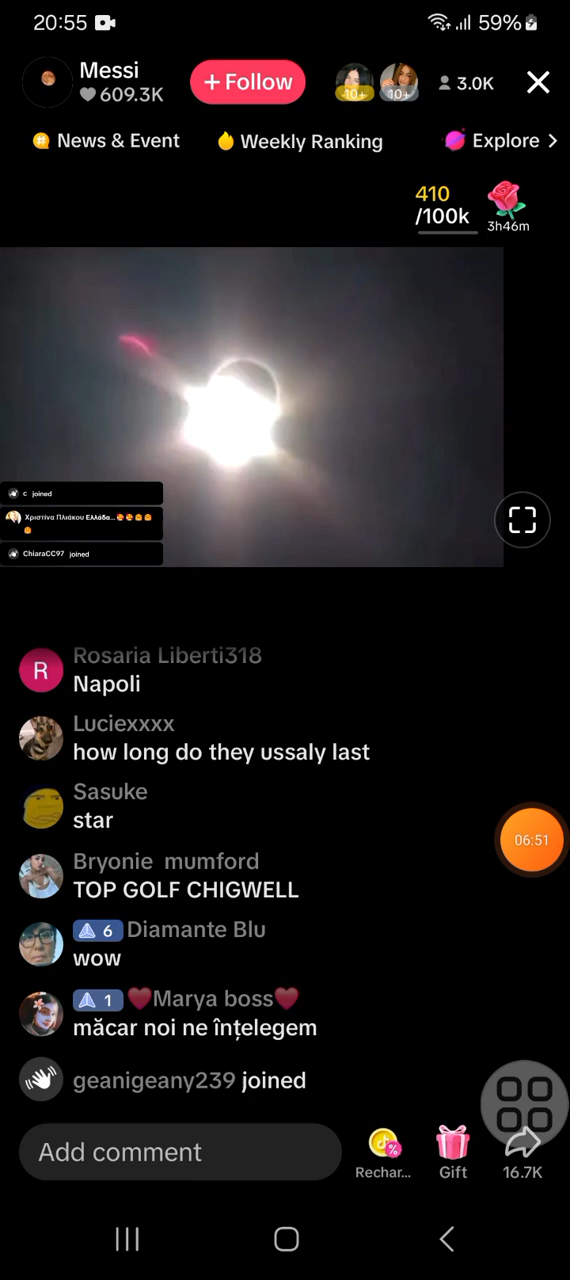 20:55
59%
Messi
609.3K
+ Follow
10+
10+
3.0K
News & Event
Weekly Ranking
Explore
410
/100k
3h46m
c joined
Χριστίνα Πλιάκου Ελλάδα...
ChiaraCC97 joined
Rosaria Liberti318
R
Napoli
Luciexxxx
how long do they ussaly last
Sasuke
star
06:51
Bryonie mumford
TOP GOLF CHIGWELL
6 Diamante Blu
wow
1 Marya boss
măcar noi ne înțelegem
geanigeany239 joined
Add comment
Rechar...
Gift
16.7K